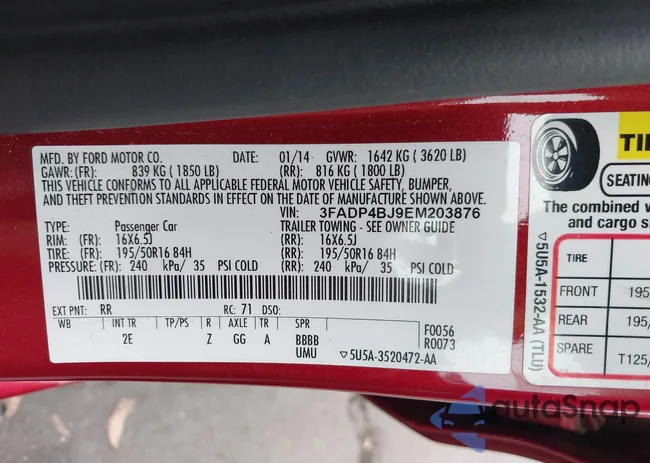 MFD. BY FORD MOTOR CO. DATE: 01/14 GVWR: 1642 KG ( 3620 LB)
GAWR: (FR): 839 KG ( 1850 LB) (RR): 816 KG ( 1800 LB)
THIS VEHICLE CONFORMS TO ALL APPLICABLE FEDERAL MOTOR VEHICLE SAFETY, BUMPER,
AND THEFT PREVENTION STANDARDS IN EFFECT ON THE DATE OF MANUFACTURE SHOWN ABOVE.
VIN: 3FADP4BJ9EM203876
TYPE: Passenger Car TRAILER TOWING - SEE OWNER GUIDE
RIM: (FR): 16X6.5J (RR): 16X6.5J
TIRE: (FR): 195/50R16 84H (RR): 195/50R16 84H
PRESSURE: (FR): 240 kPa/ 35 PSI COLD (RR): 240 kPa/ 35 PSI COLD
EXT PNT: RR RC: 71 DSO:
WB INT TR TP/PS R AXLE TR SPR F0056
2E Z GG A BBBB R0073
UMU ▽5U5A-3520472-AA
TI
SEATING
The combined w
and cargo s
▽5U5A-1532-AA (TLU)
TIRE
FRONT 195
REAR 195/
SPARE T125/
autoSnap